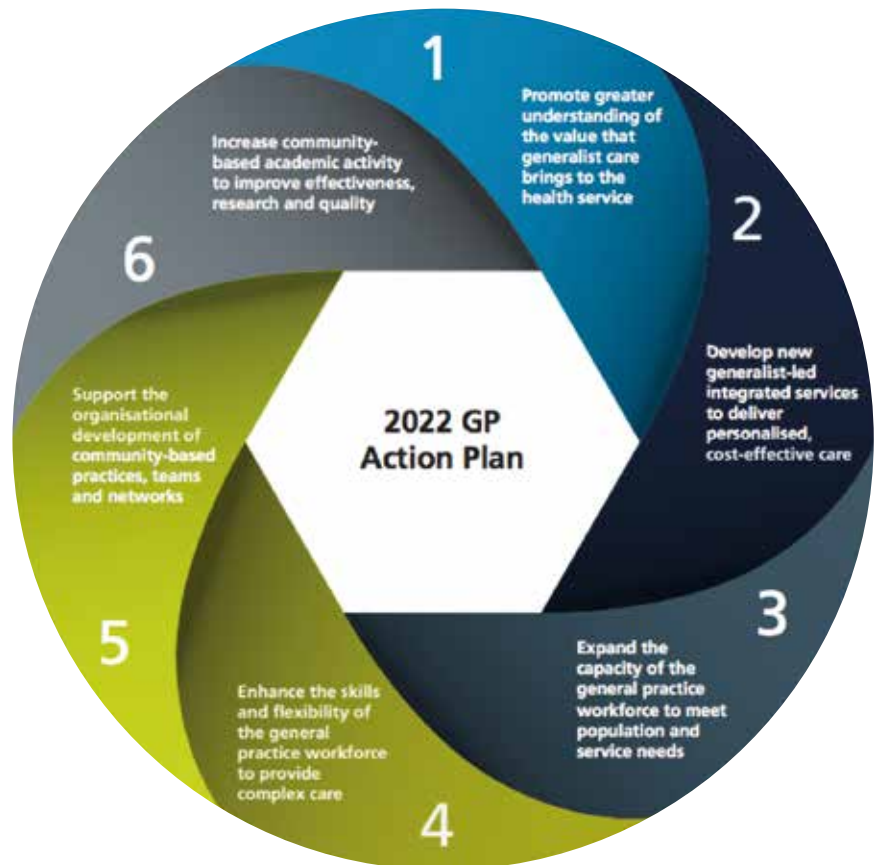 1
Promote greater
understanding of
the value that
generalist care
brings to the
health service
2
Develop new
generalist-led
integrated services
to deliver
personalised,
cost-effective care
3
Expand the
capacity of the
general practice
workforce to meet
population and
service needs
4
Enhance the skills
and flexibility of
the general
practice workforce
to provide
complex care
5
Support the
organisational
development of
community-based
practices, teams
and networks
6
Increase community-
based academic activity
to improve effectiveness,
research and quality
2022 GP
Action Plan